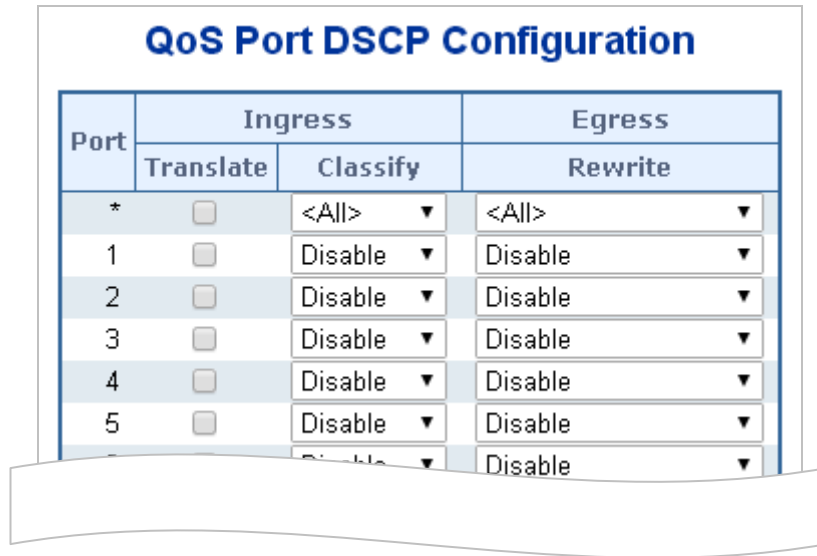 QoS Port DSCP Configuration
Port Ingress Egress
Translate Classify Rewrite
* <All> <All>
1 Disable Disable
2 Disable Disable
3 Disable Disable
4 Disable Disable
5 Disable Disable
Disable